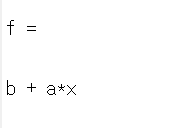 f =
b + a*x